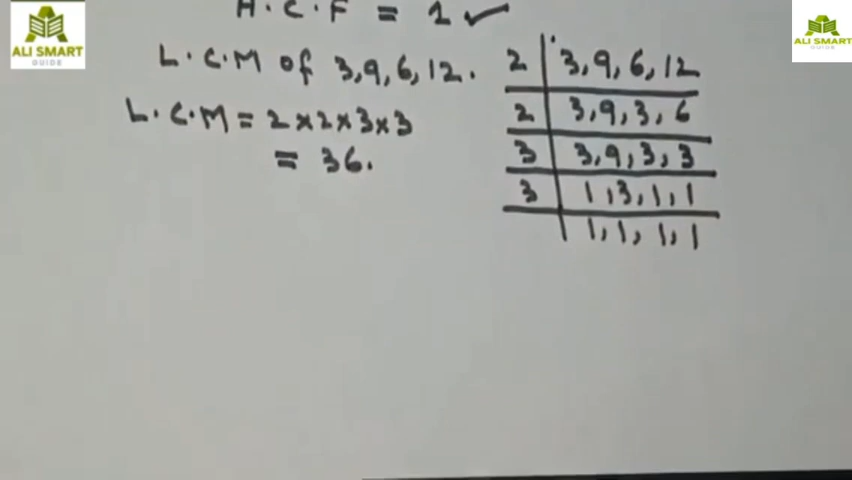 ALI SMART
GUIDE
ALI SMART
GUIDE
H.C.F = 1 ✓
L.C.M of 3,9,6,12.
L.C.M = 2×2×3×3
= 36.
2 | 3,9,6,12
2 | 3,9,3,6
3 | 3,9,3,3
3 | 1,3,1,1
| 1,1,1,1